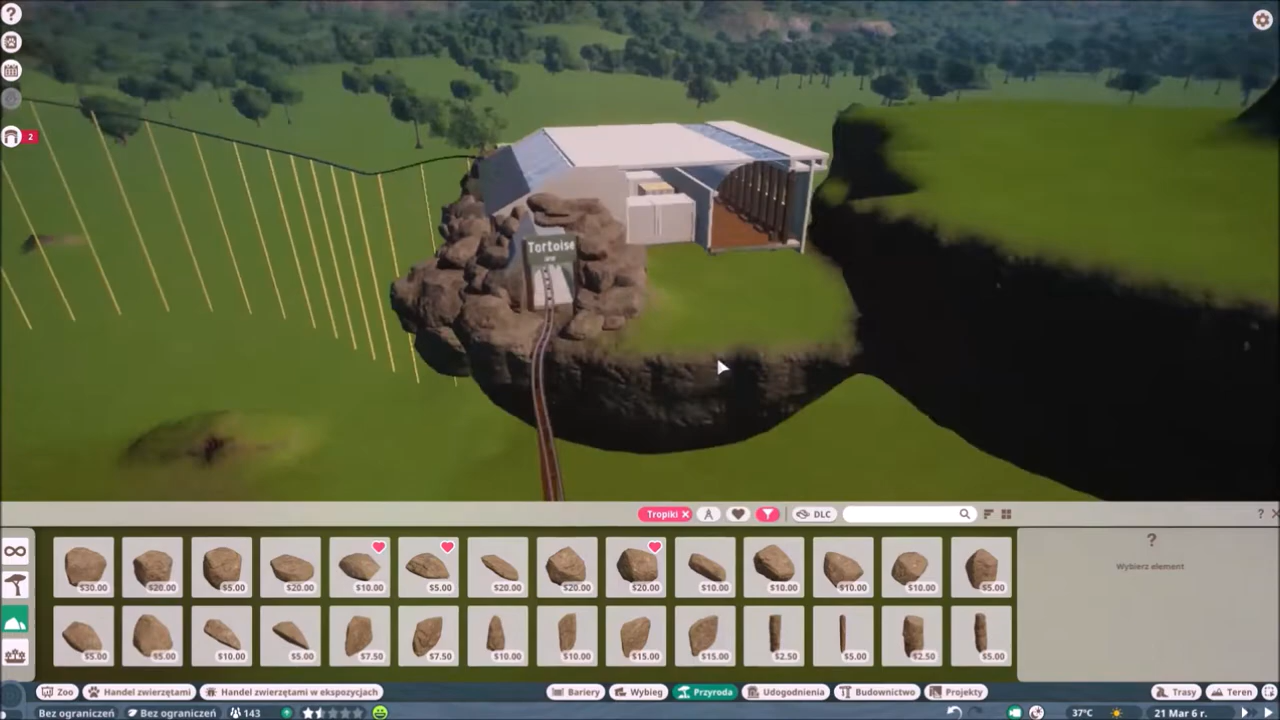 ?
2
Tortoise
Tropiki ×
DLC
? ×
$30.00 $20.00 $5.00 $20.00 $10.00 $5.00 $20.00 $20.00 $20.00 $10.00 $10.00 $10.00 $10.00 $5.00
?
Wybierz element
$5.00 $5.00 $10.00 $5.00 $7.50 $7.50 $10.00 $10.00 $15.00 $15.00 $2.50 $5.00 $2.50 $5.00
Zoo Handel zwierzętami Handel zwierzętami w ekspozycjach Bariery Wybieg Przyroda Udogodnienia Budownictwo Projekty Trasy Teren
Bez ograniczeń Bez ograniczeń 143 37°C 21 Mar 6 r.